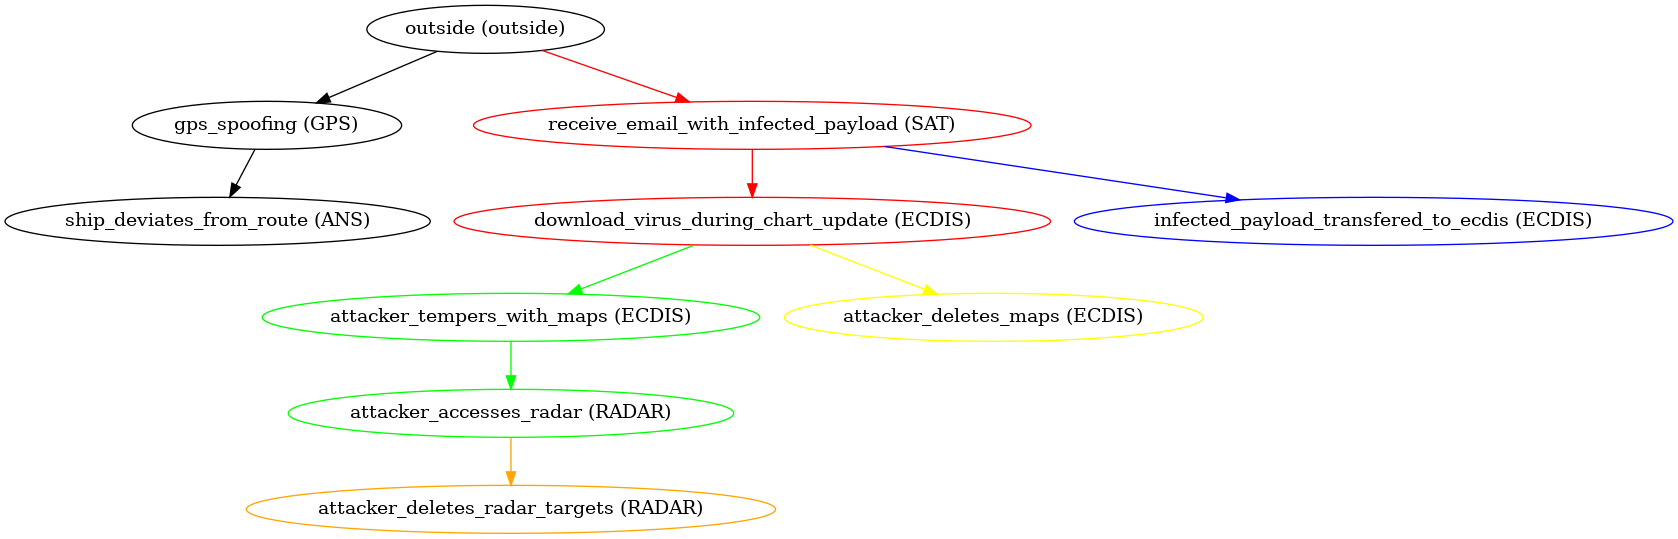 outside (outside)
gps_spoofing (GPS)
receive_email_with_infected_payload (SAT)
ship_deviates_from_route (ANS)
download_virus_during_chart_update (ECDIS)
infected_payload_transfered_to_ecdis (ECDIS)
attacker_tempers_with_maps (ECDIS)
attacker_deletes_maps (ECDIS)
attacker_accesses_radar (RADAR)
attacker_deletes_radar_targets (RADAR)